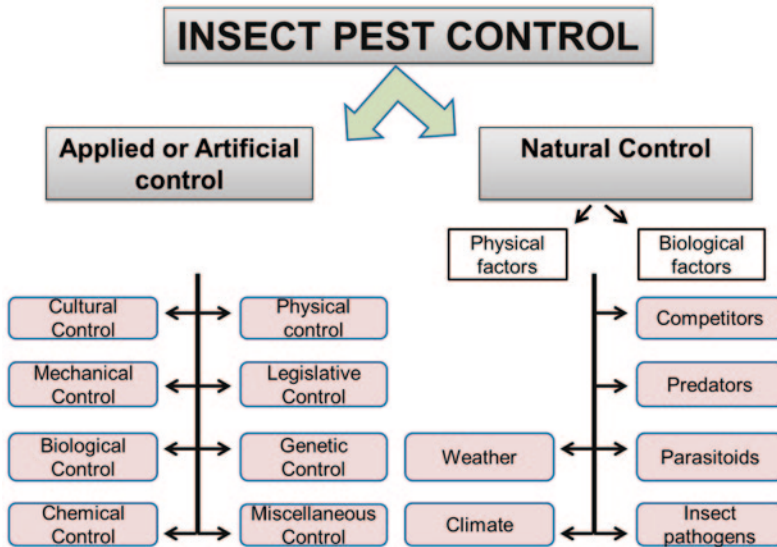 INSECT PEST CONTROL
Applied or Artificial
control
Natural Control
Physical
factors
Biological
factors
Cultural
Control
Physical
control
Competitors
Mechanical
Control
Legislative
Control
Predators
Biological
Control
Genetic
Control
Weather
Parasitoids
Chemical
Control
Miscellaneous
Control
Climate
Insect
pathogens